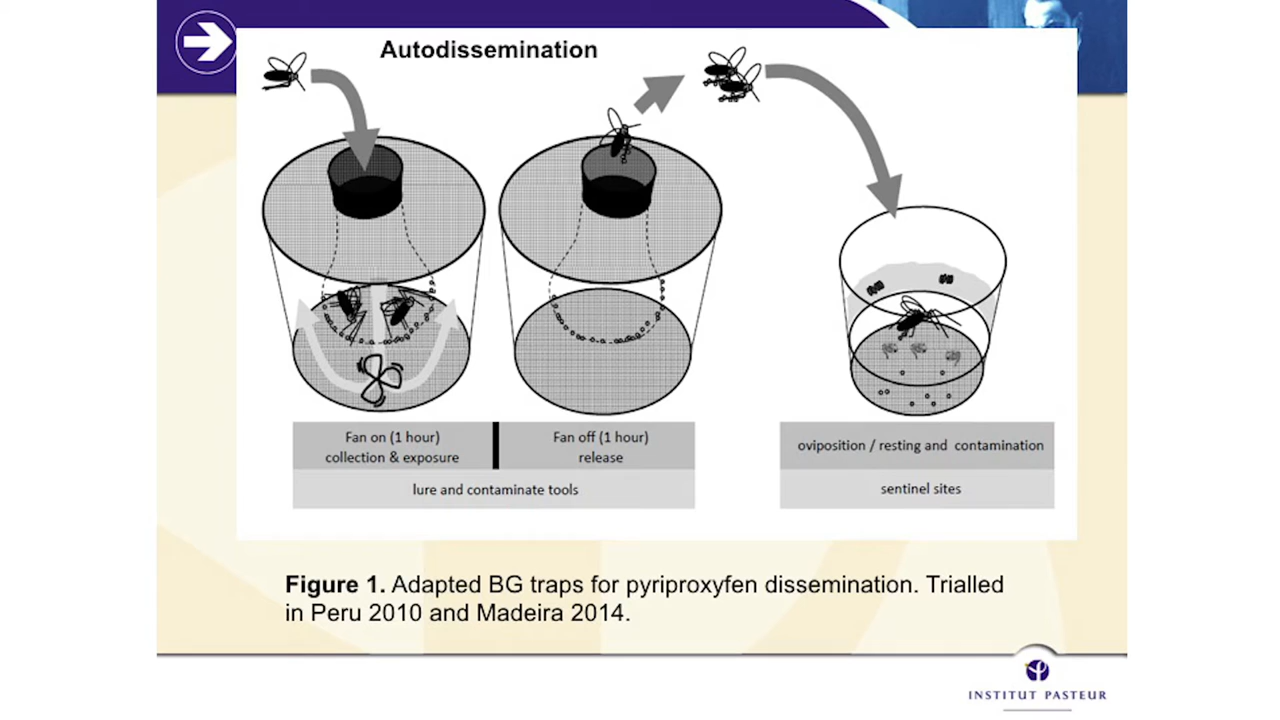 Autodissemination
Fan on (1 hour)
collection & exposure
Fan off (1 hour)
release
lure and contaminate tools
oviposition / resting and contamination
sentinel sites
Figure 1. Adapted BG traps for pyriproxyfen dissemination. Trialled
in Peru 2010 and Madeira 2014.
INSTITUT PASTEUR